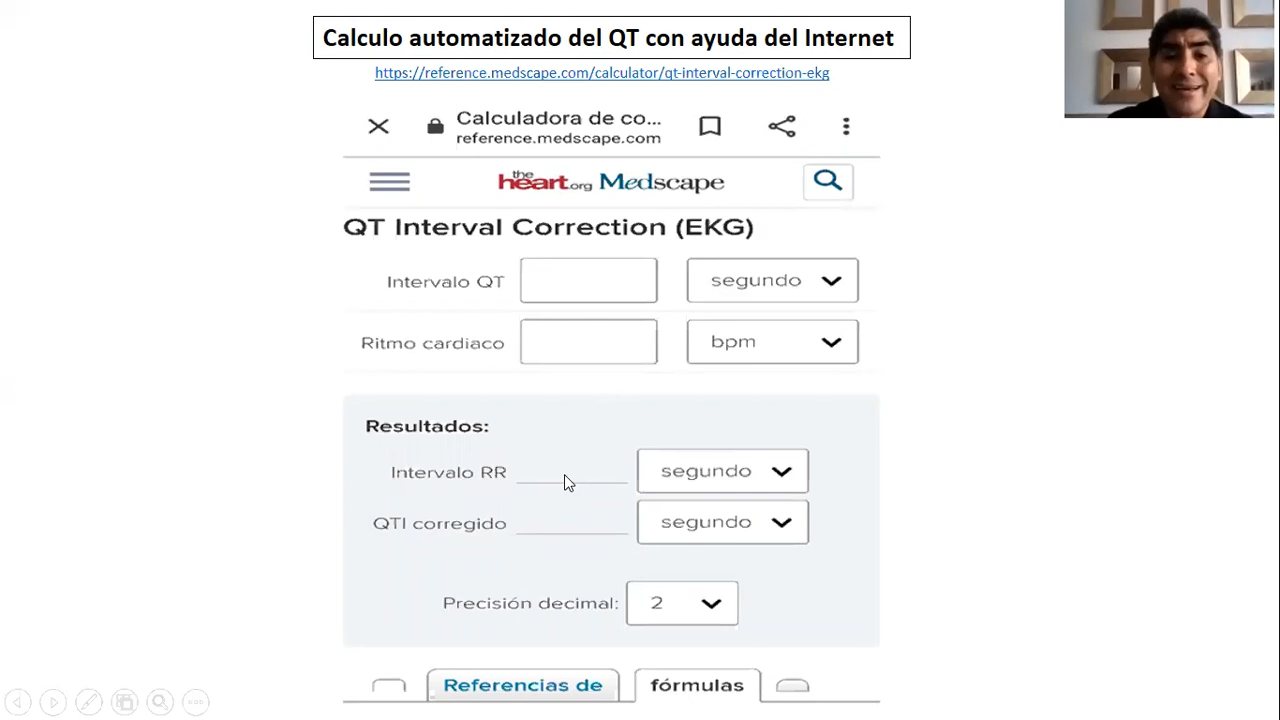 Calculo automatizado del QT con ayuda del Internet
https://reference.medscape.com/calculator/qt-interval-correction-ekg
Calculadora de co...
reference.medscape.com
the heart.org Medscape
QT Interval Correction (EKG)
Intervalo QT segundo
Ritmo cardiaco bpm
Resultados:
Intervalo RR segundo
QTI corregido segundo
Precisión decimal: 2
Referencias de fórmulas